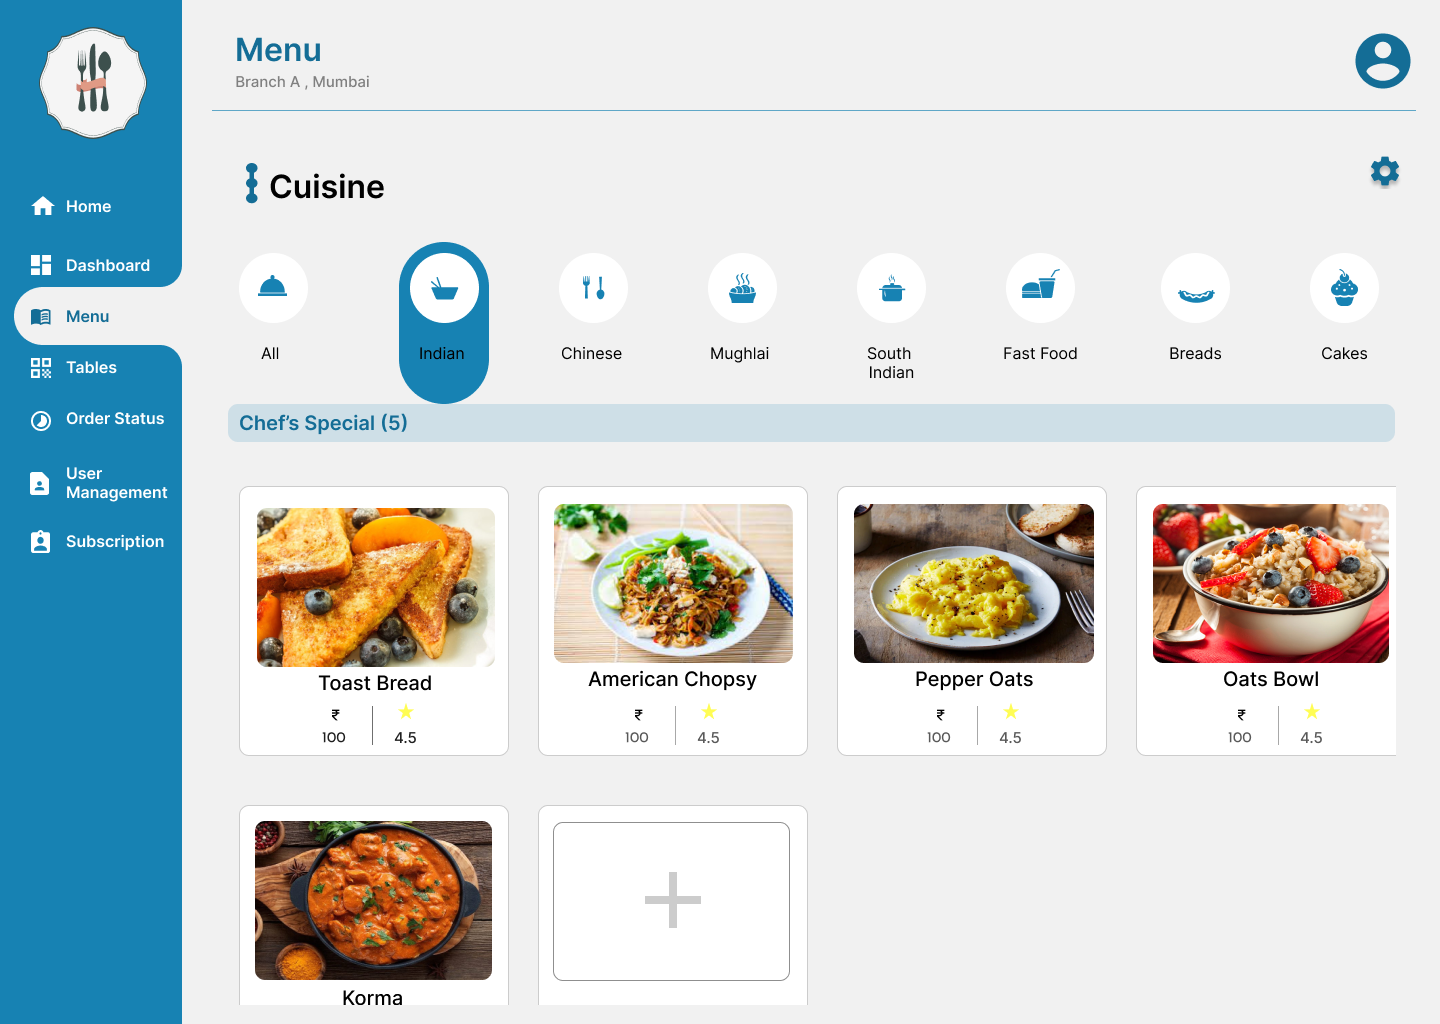 Menu
Branch A , Mumbai
Home
Dashboard
Menu
Tables
Order Status
User
Management
Subscription
Cuisine
All
Indian
Chinese
Mughlai
South
Indian
Fast Food
Breads
Cakes
Chef’s Special (5)
Toast Bread
₹
100
★
4.5
American Chopsy
₹
100
★
4.5
Pepper Oats
₹
100
★
4.5
Oats Bowl
₹
100
★
4.5
Korma